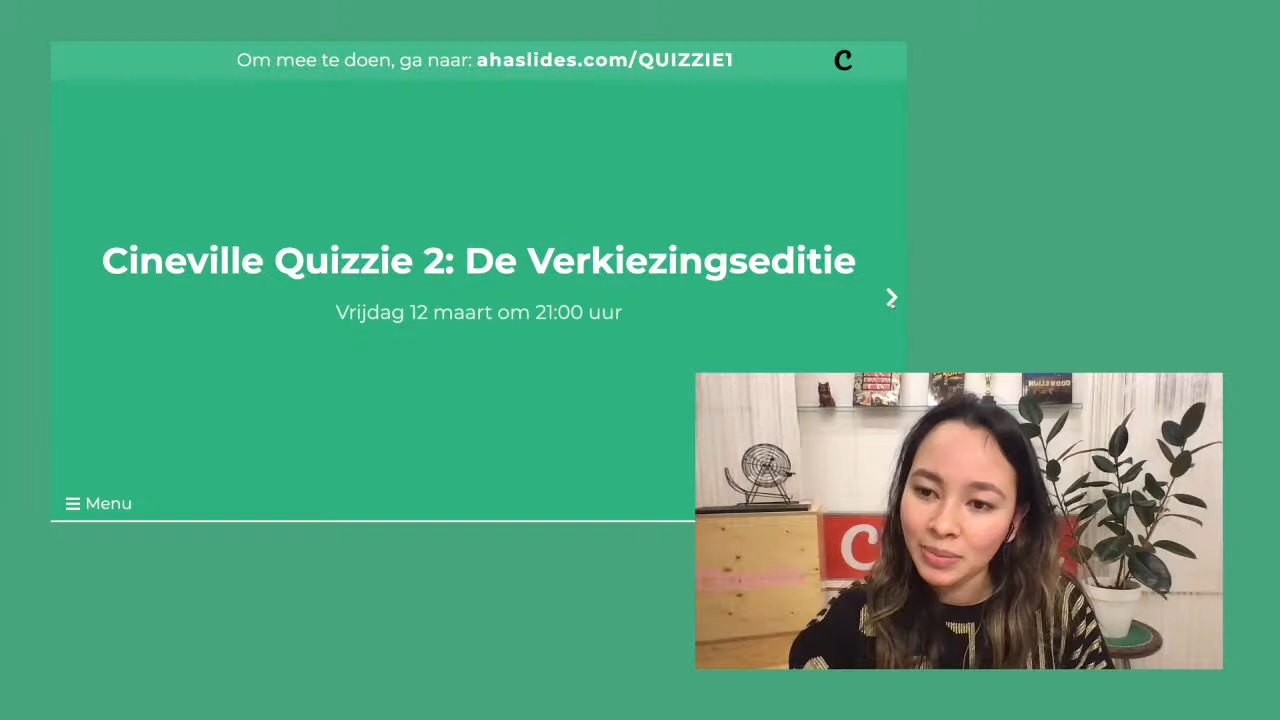 Om mee te doen, ga naar: ahaslides.com/QUIZZIE1
C
Cineville Quizzie 2: De Verkiezingseditie
Vrijdag 12 maart om 21:00 uur
Menu
C